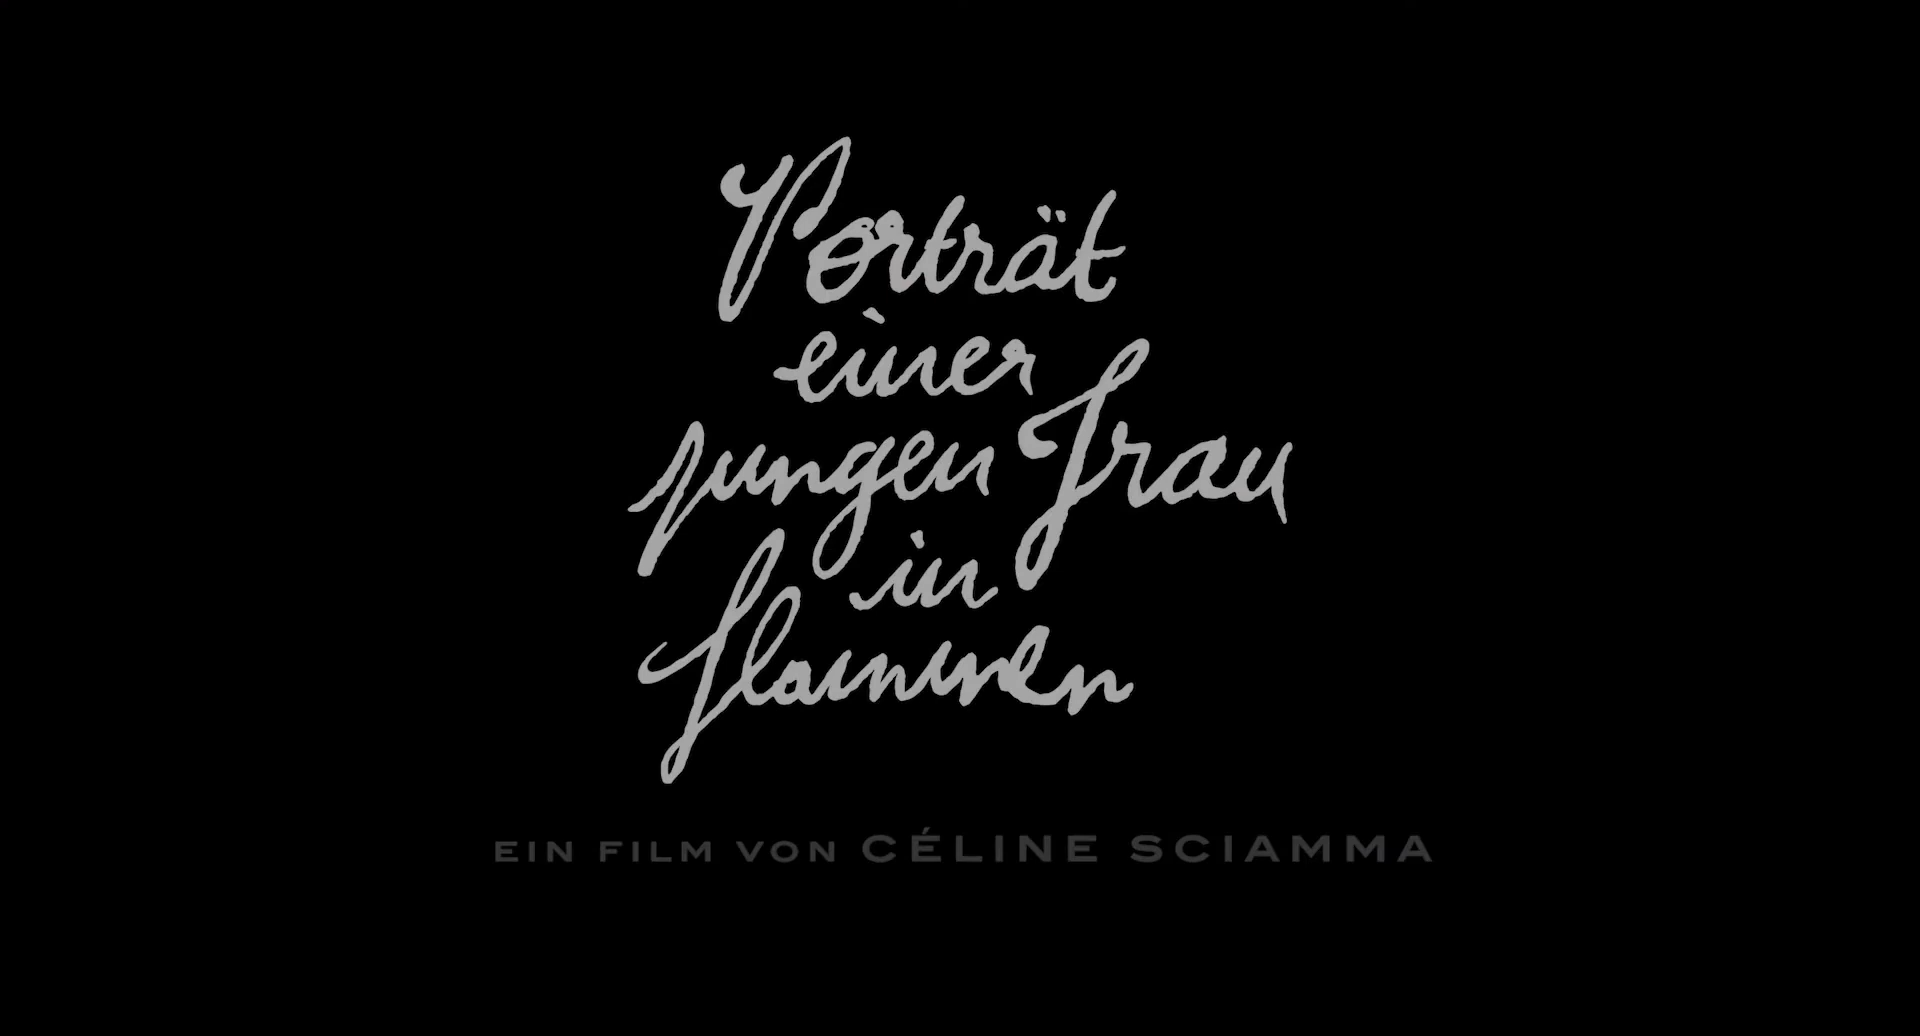 Porträt
einer
jungen Frau
in
Flammen
EIN FILM VON CÉLINE SCIAMMA